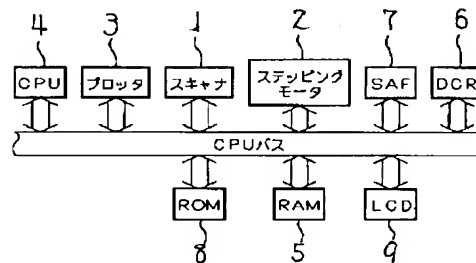 4 3 1 2 7 6
CPU プロッタ スキャナ ステッピング SAF DCR
モータ
CPUバス
ROM RAM LCD
8 5 9